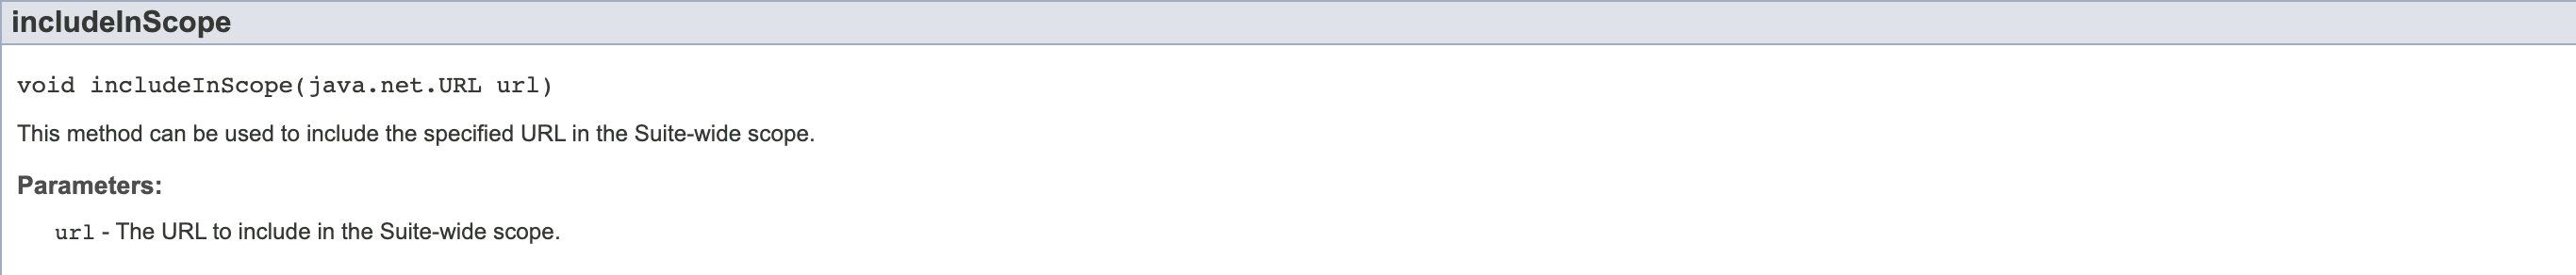 includeInScope
void includeInScope(java.net.URL url)
This method can be used to include the specified URL in the Suite-wide scope.
Parameters:
url - The URL to include in the Suite-wide scope.